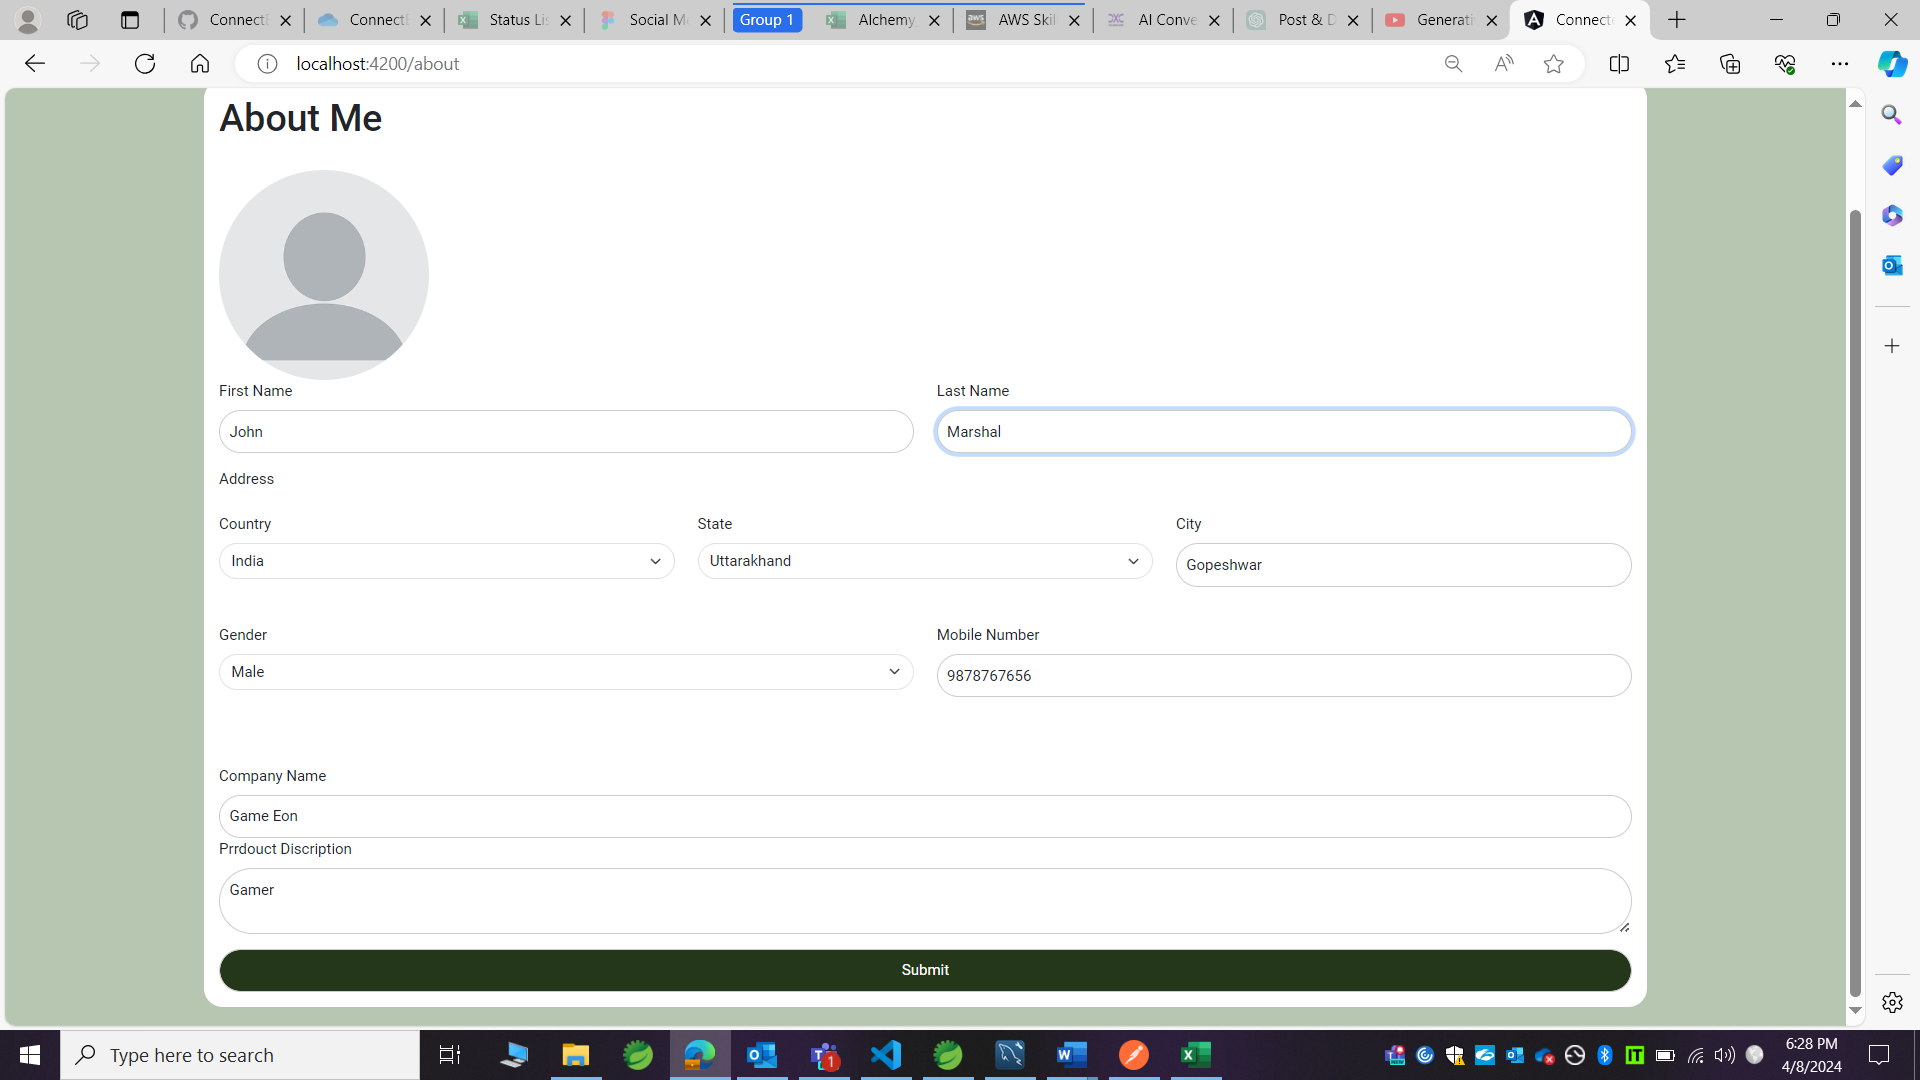 Connect
Connect
Status Lis
Social M
Group 1
Alchemy
AWS Skil
AI Conve
Post & D
Generati
Connect
localhost:4200/about
About Me
First Name
Last Name
John
Marshal
Address
Country
State
City
India
Uttarakhand
Gopeshwar
Gender
Mobile Number
Male
9878767656
Company Name
Game Eon
Prrdouct Discription
Gamer
Submit
Type here to search
1
6:28 PM
4/8/2024